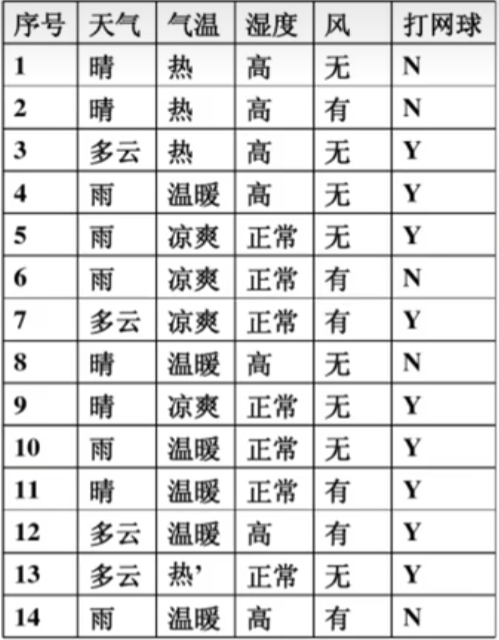 序号 天气 气温 湿度 风 打网球
1 晴 热 高 无 N
2 晴 热 高 有 N
3 多云 热 高 无 Y
4 雨 温暖 高 无 Y
5 雨 凉爽 正常 无 Y
6 雨 凉爽 正常 有 N
7 多云 凉爽 正常 有 Y
8 晴 温暖 高 无 N
9 晴 凉爽 正常 无 Y
10 雨 温暖 正常 无 Y
11 晴 温暖 正常 有 Y
12 多云 温暖 高 有 Y
13 多云 热’ 正常 无 Y
14 雨 温暖 高 有 N